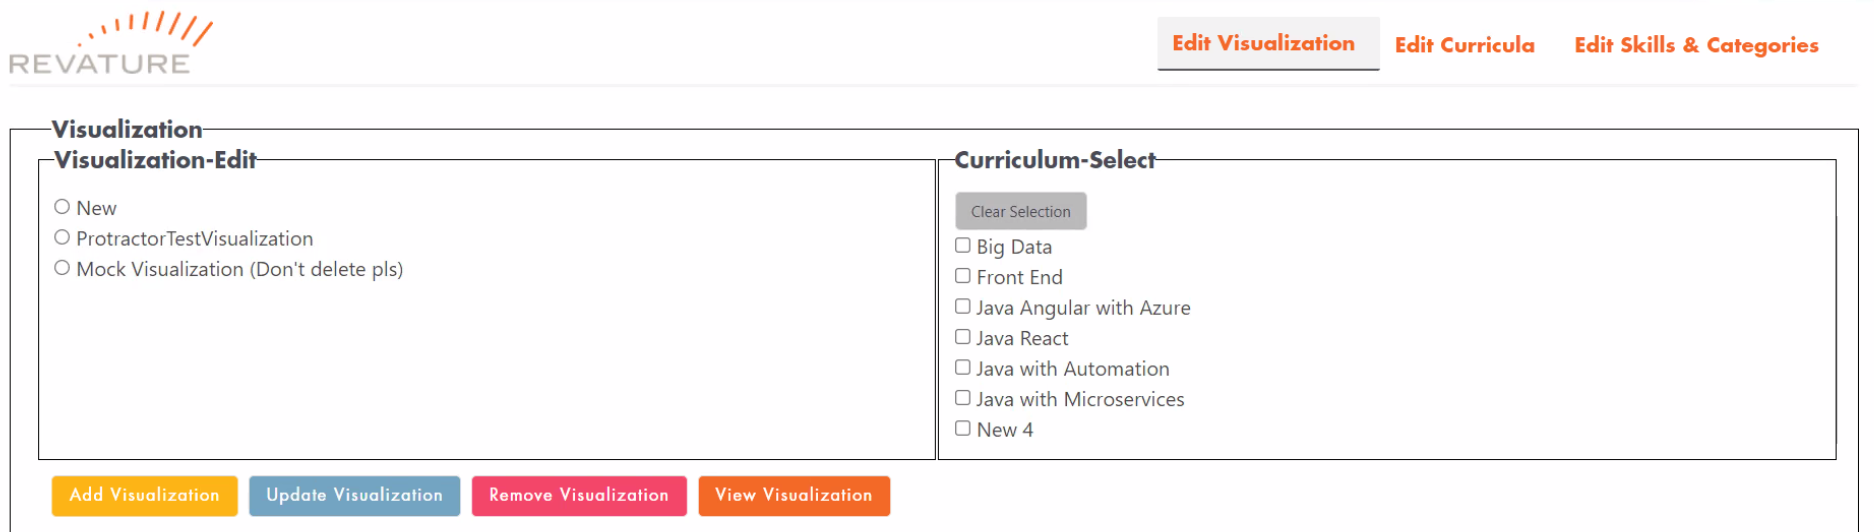 REVATURE
Edit Visualization
Edit Curricula
Edit Skills & Categories
Visualization
Visualization-Edit
New
ProtractorTestVisualization
Mock Visualization (Don't delete pls)
Curriculum-Select
Clear Selection
Big Data
Front End
Java Angular with Azure
Java React
Java with Automation
Java with Microservices
New 4
Add Visualization
Update Visualization
Remove Visualization
View Visualization